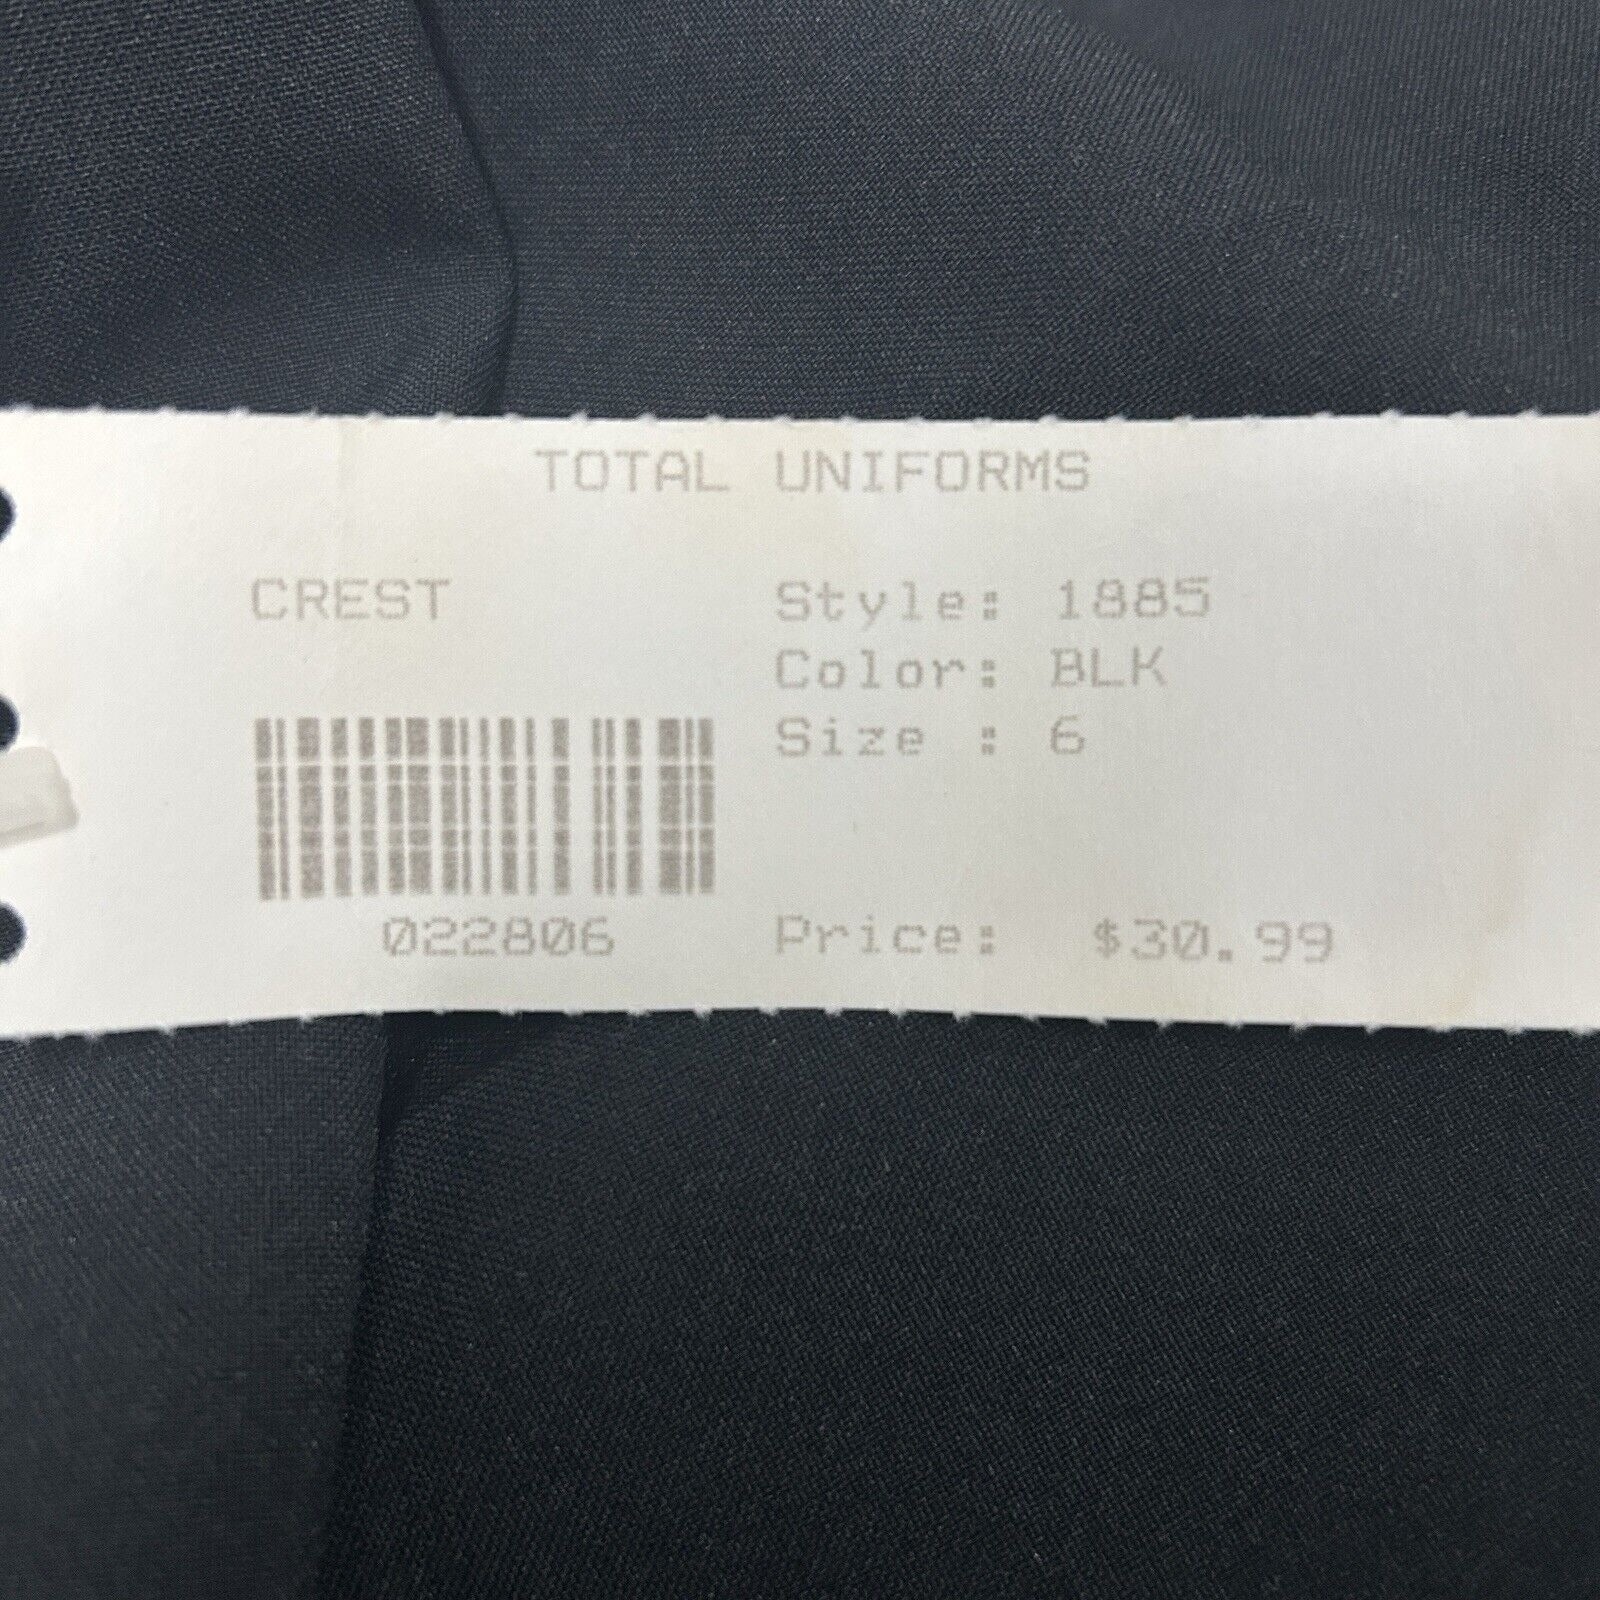 TOTAL UNIFORMS
CREST
Style: 1885
Color: BLK
Size : 6
022806
Price: $30.99